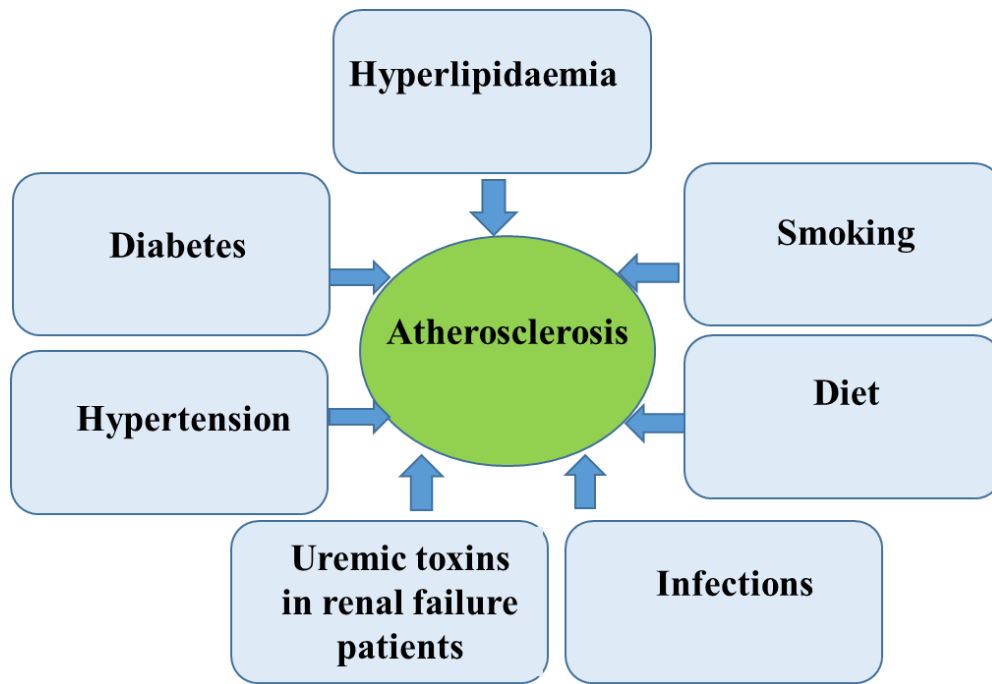 Hyperlipidaemia
Diabetes
Smoking
Atherosclerosis
Hypertension
Diet
Uremic toxins
in renal failure
patients
Infections